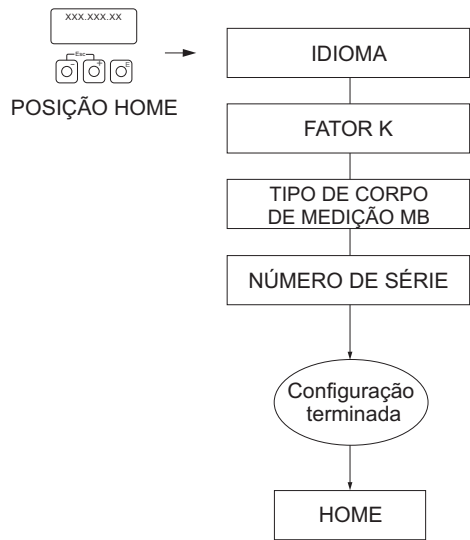 XXX.XXX.XX
Esc
- + E
POSIÇÃO HOME
IDIOMA
FATOR K
TIPO DE CORPO
DE MEDIÇÃO MB
NÚMERO DE SÉRIE
Configuração
terminada
HOME